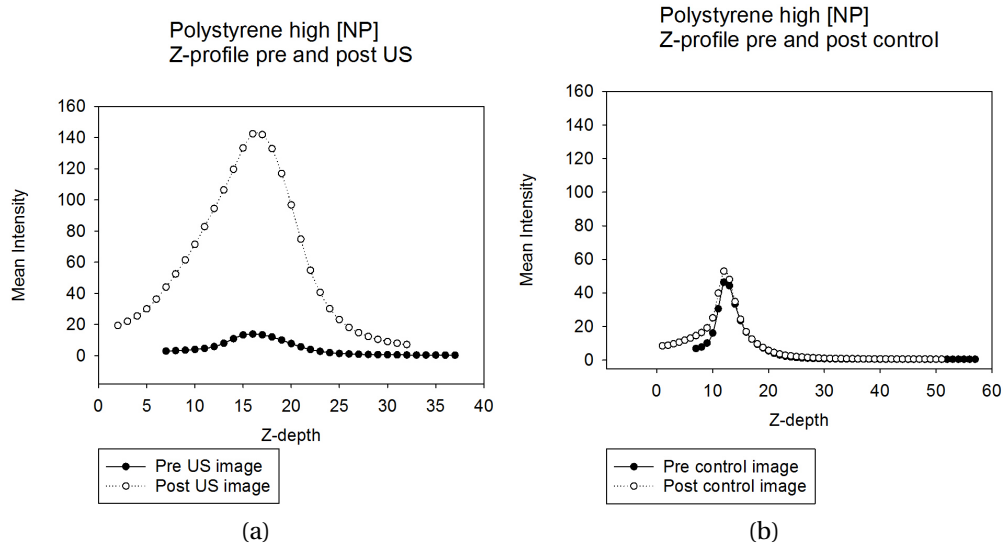 Polystyrene high [NP]
Z-profile pre and post US
160
140
120
100
80
60
40
20
0
Mean Intensity
0 5 10 15 20 25 30 35 40
Z-depth
Pre US image
Post US image
(a)
Polystyrene high [NP]
Z-profile pre and post control
160
140
120
100
80
60
40
20
0
Mean Intensity
0 10 20 30 40 50 60
Z-depth
Pre control image
Post control image
(b)